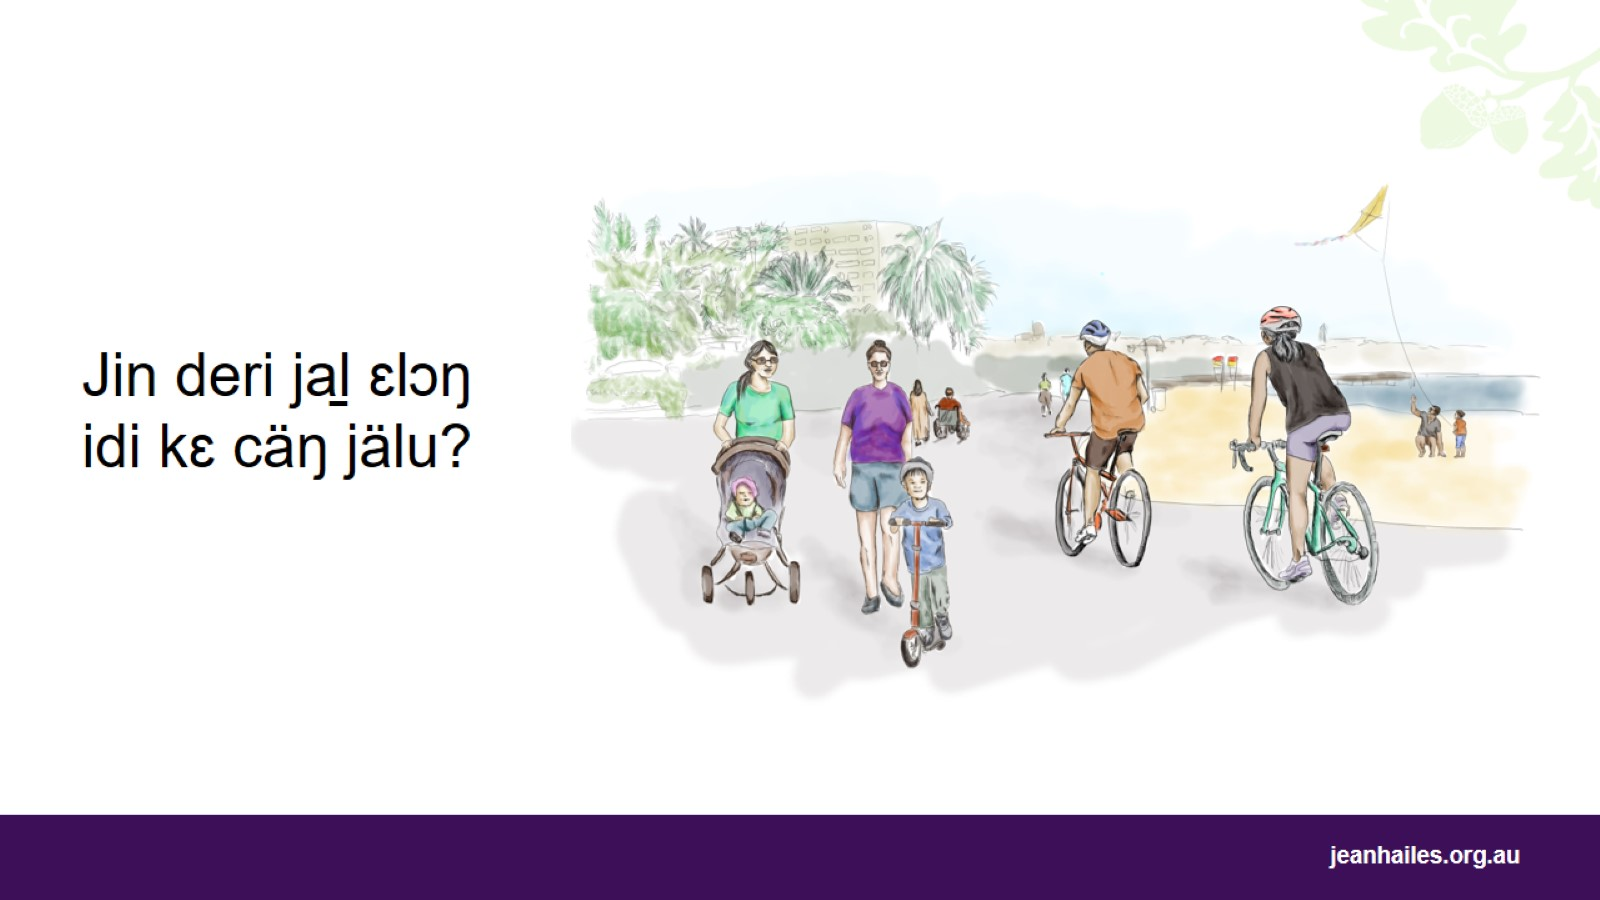 Jin deri ja̱l ɛlɔŋ
idi kɛ cäŋ jälu?
jeanhailes.org.au